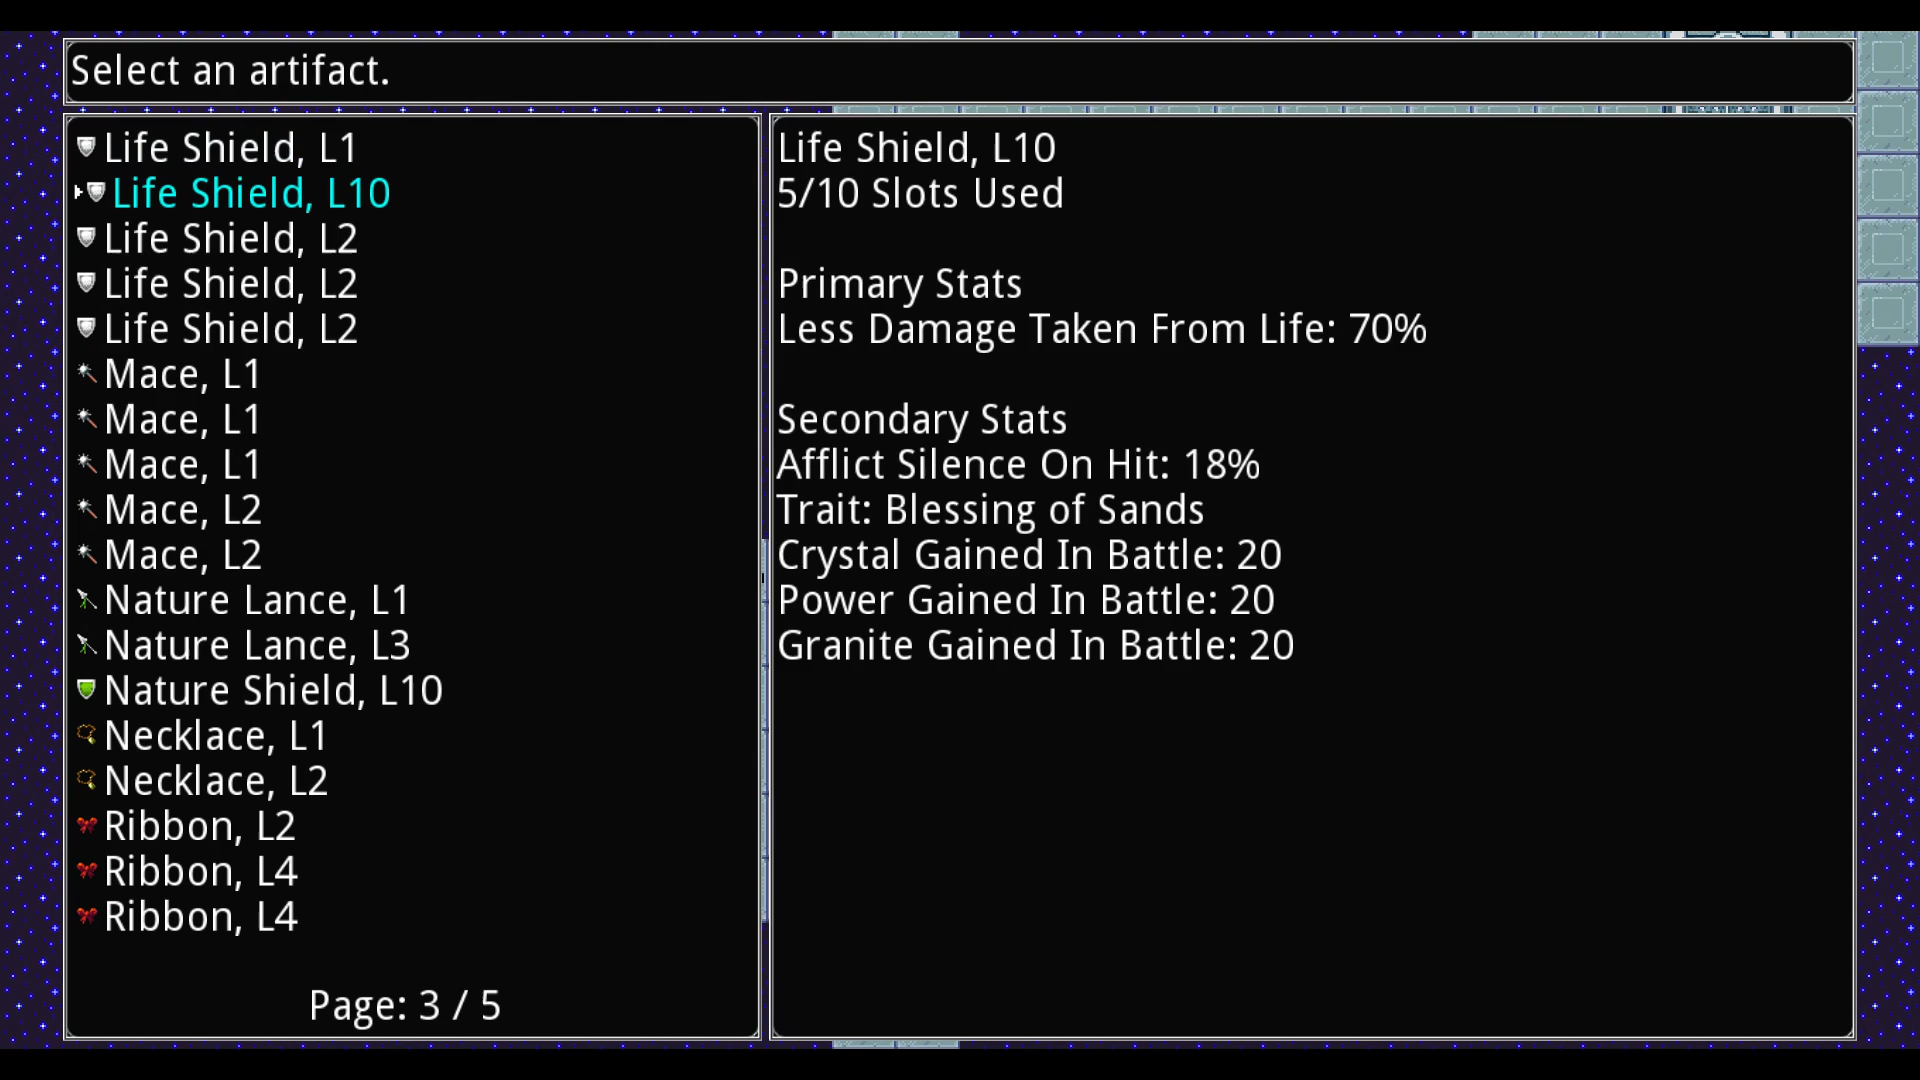 Select an artifact.
Life Shield, L1
Life Shield, L10
Life Shield, L2
Life Shield, L2
Life Shield, L2
Mace, L1
Mace, L1
Mace, L1
Mace, L2
Mace, L2
Nature Lance, L1
Nature Lance, L3
Nature Shield, L10
Necklace, L1
Necklace, L2
Ribbon, L2
Ribbon, L4
Ribbon, L4
Page: 3 / 5
Life Shield, L10
5/10 Slots Used
Primary Stats
Less Damage Taken From Life: 70%
Secondary Stats
Afflict Silence On Hit: 18%
Trait: Blessing of Sands
Crystal Gained In Battle: 20
Power Gained In Battle: 20
Granite Gained In Battle: 20